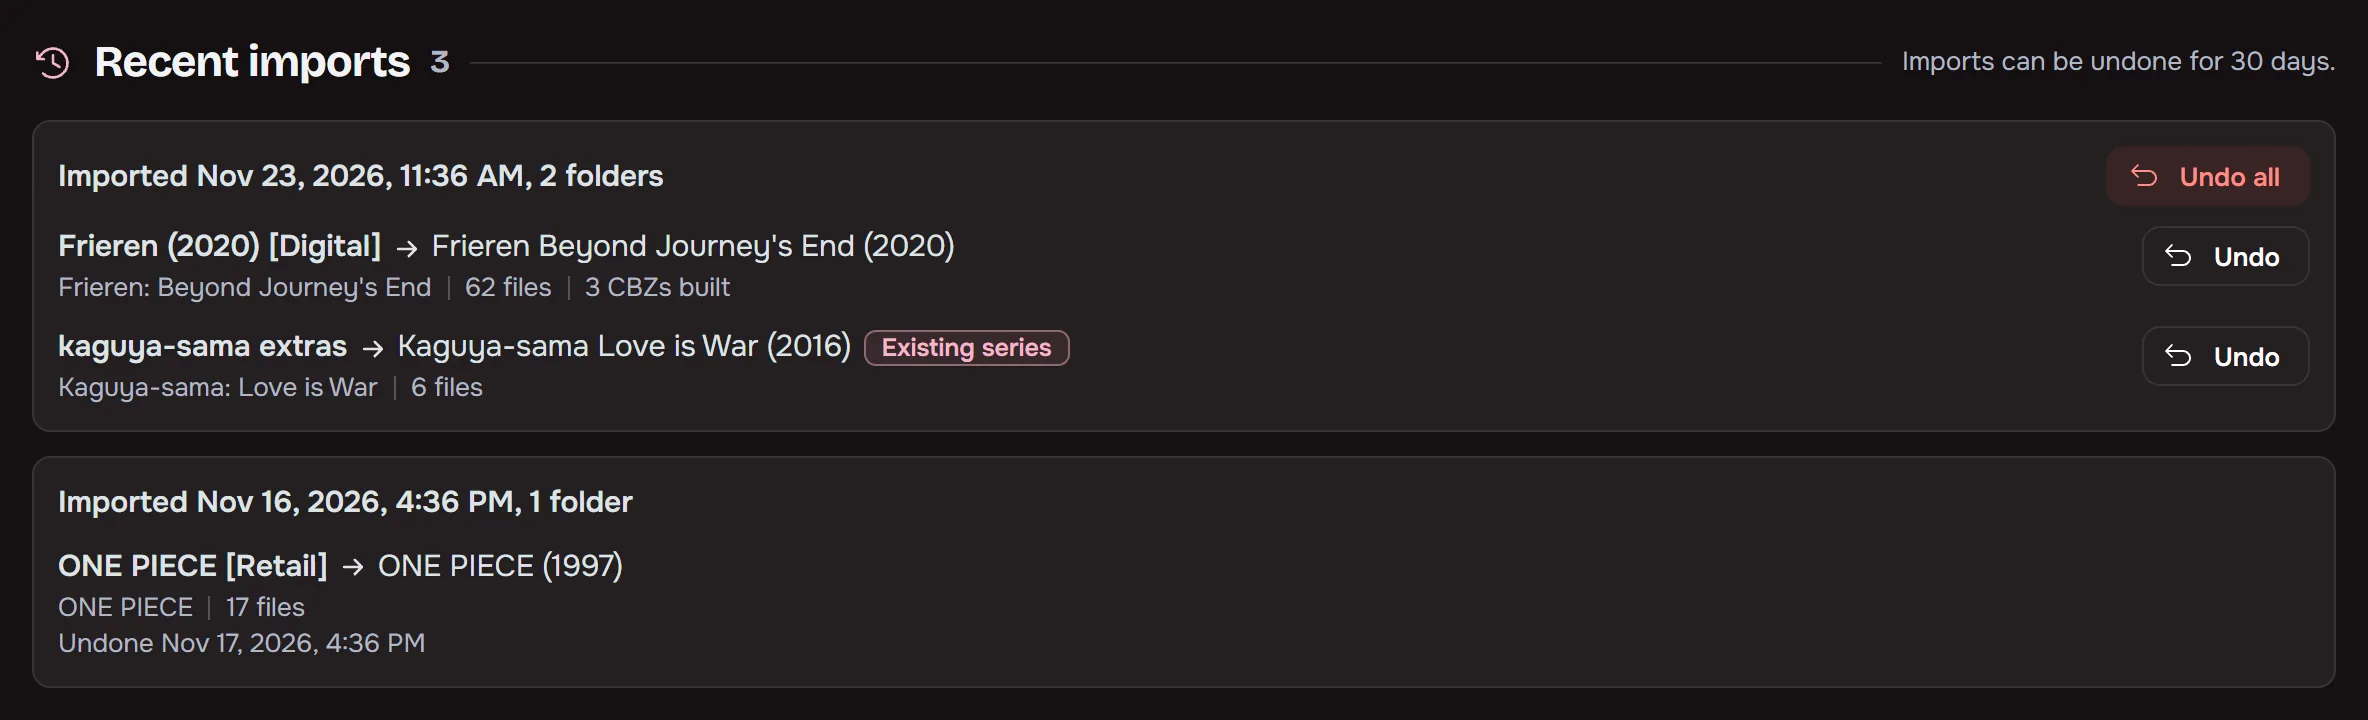 Recent imports 3
Imports can be undone for 30 days.
Imported Nov 23, 2026, 11:36 AM, 2 folders
Undo all
Frieren (2020) [Digital] → Frieren Beyond Journey's End (2020)
Undo
Frieren: Beyond Journey's End | 62 files | 3 CBZs built
kaguya-sama extras → Kaguya-sama Love is War (2016) Existing series
Undo
Kaguya-sama: Love is War | 6 files
Imported Nov 16, 2026, 4:36 PM, 1 folder
ONE PIECE [Retail] → ONE PIECE (1997)
ONE PIECE | 17 files
Undone Nov 17, 2026, 4:36 PM